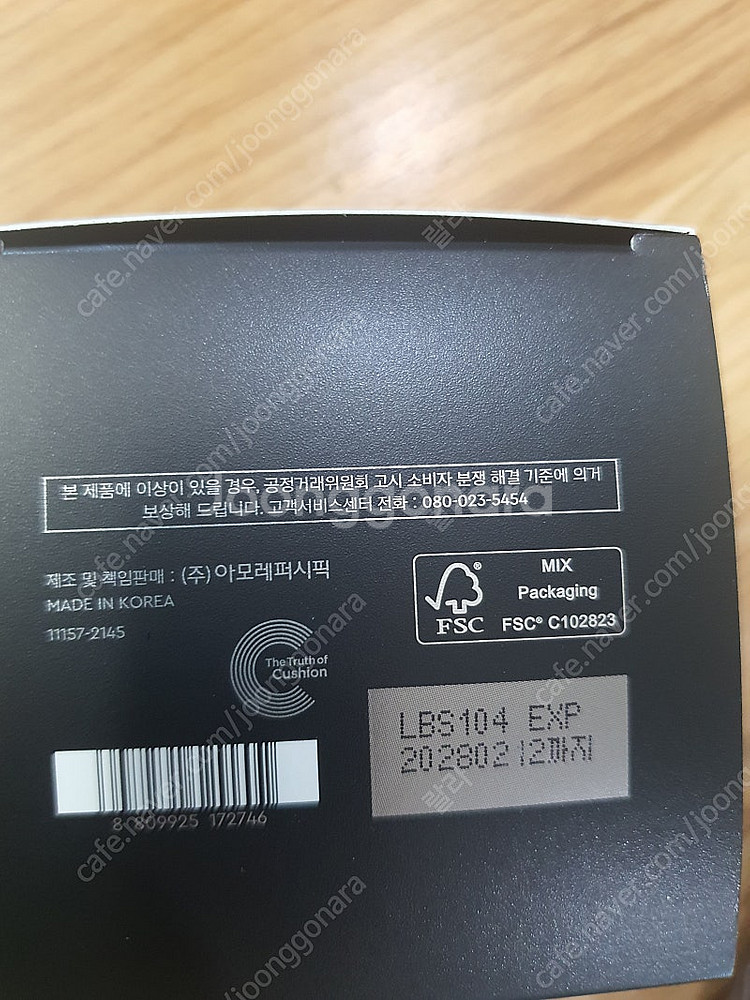 본 제품에 이상이 있을 경우, 공정거래위원회 고시 소비자 분쟁 해결 기준에 의거
보상해 드립니다. 고객서비스센터 전화 : 080-023-5454
joonggonara
제조 및 책임판매 : (주)아모레퍼시픽
MADE IN KOREA
11157-2145
The Truth of
Cushion
FSC®
MIX
Packaging
FSC® C102823
LBS104 EXP
20280212까지
8 809925 172746
cafe.naver.com/joonggonara